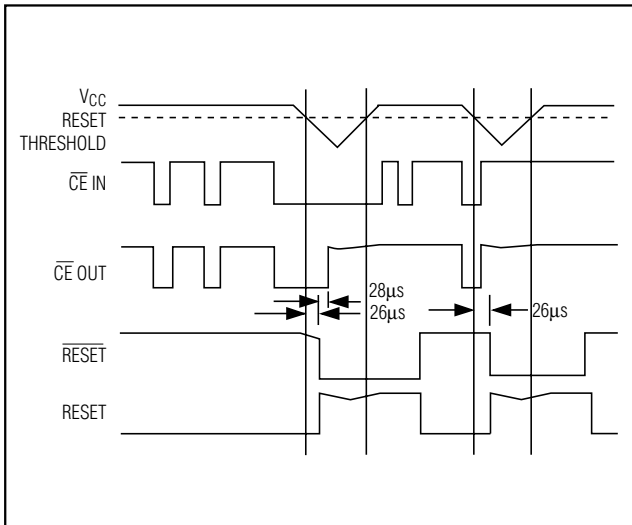 VCC
RESET
THRESHOLD
CE IN
CE OUT
28μs
26μs
26μs
RESET
RESET